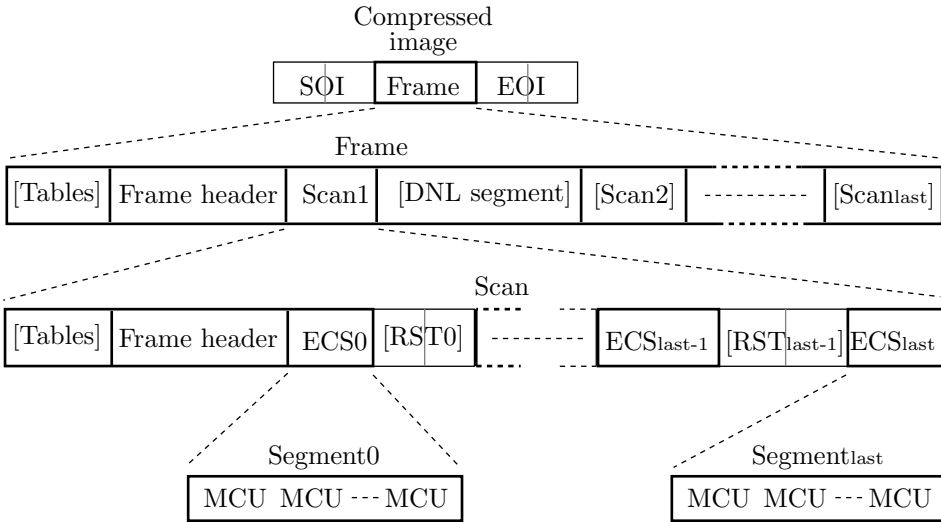 Compressed
image
SOI Frame EOI
Frame
[Tables] Frame header Scan1 [DNL segment] [Scan2] [Scanlast]
Scan
[Tables] Frame header ECS0 [RST0] ECSlast-1 [RSTlast-1] ECSlast
Segment0 Segmentlast
MCU MCU MCU MCU MCU MCU